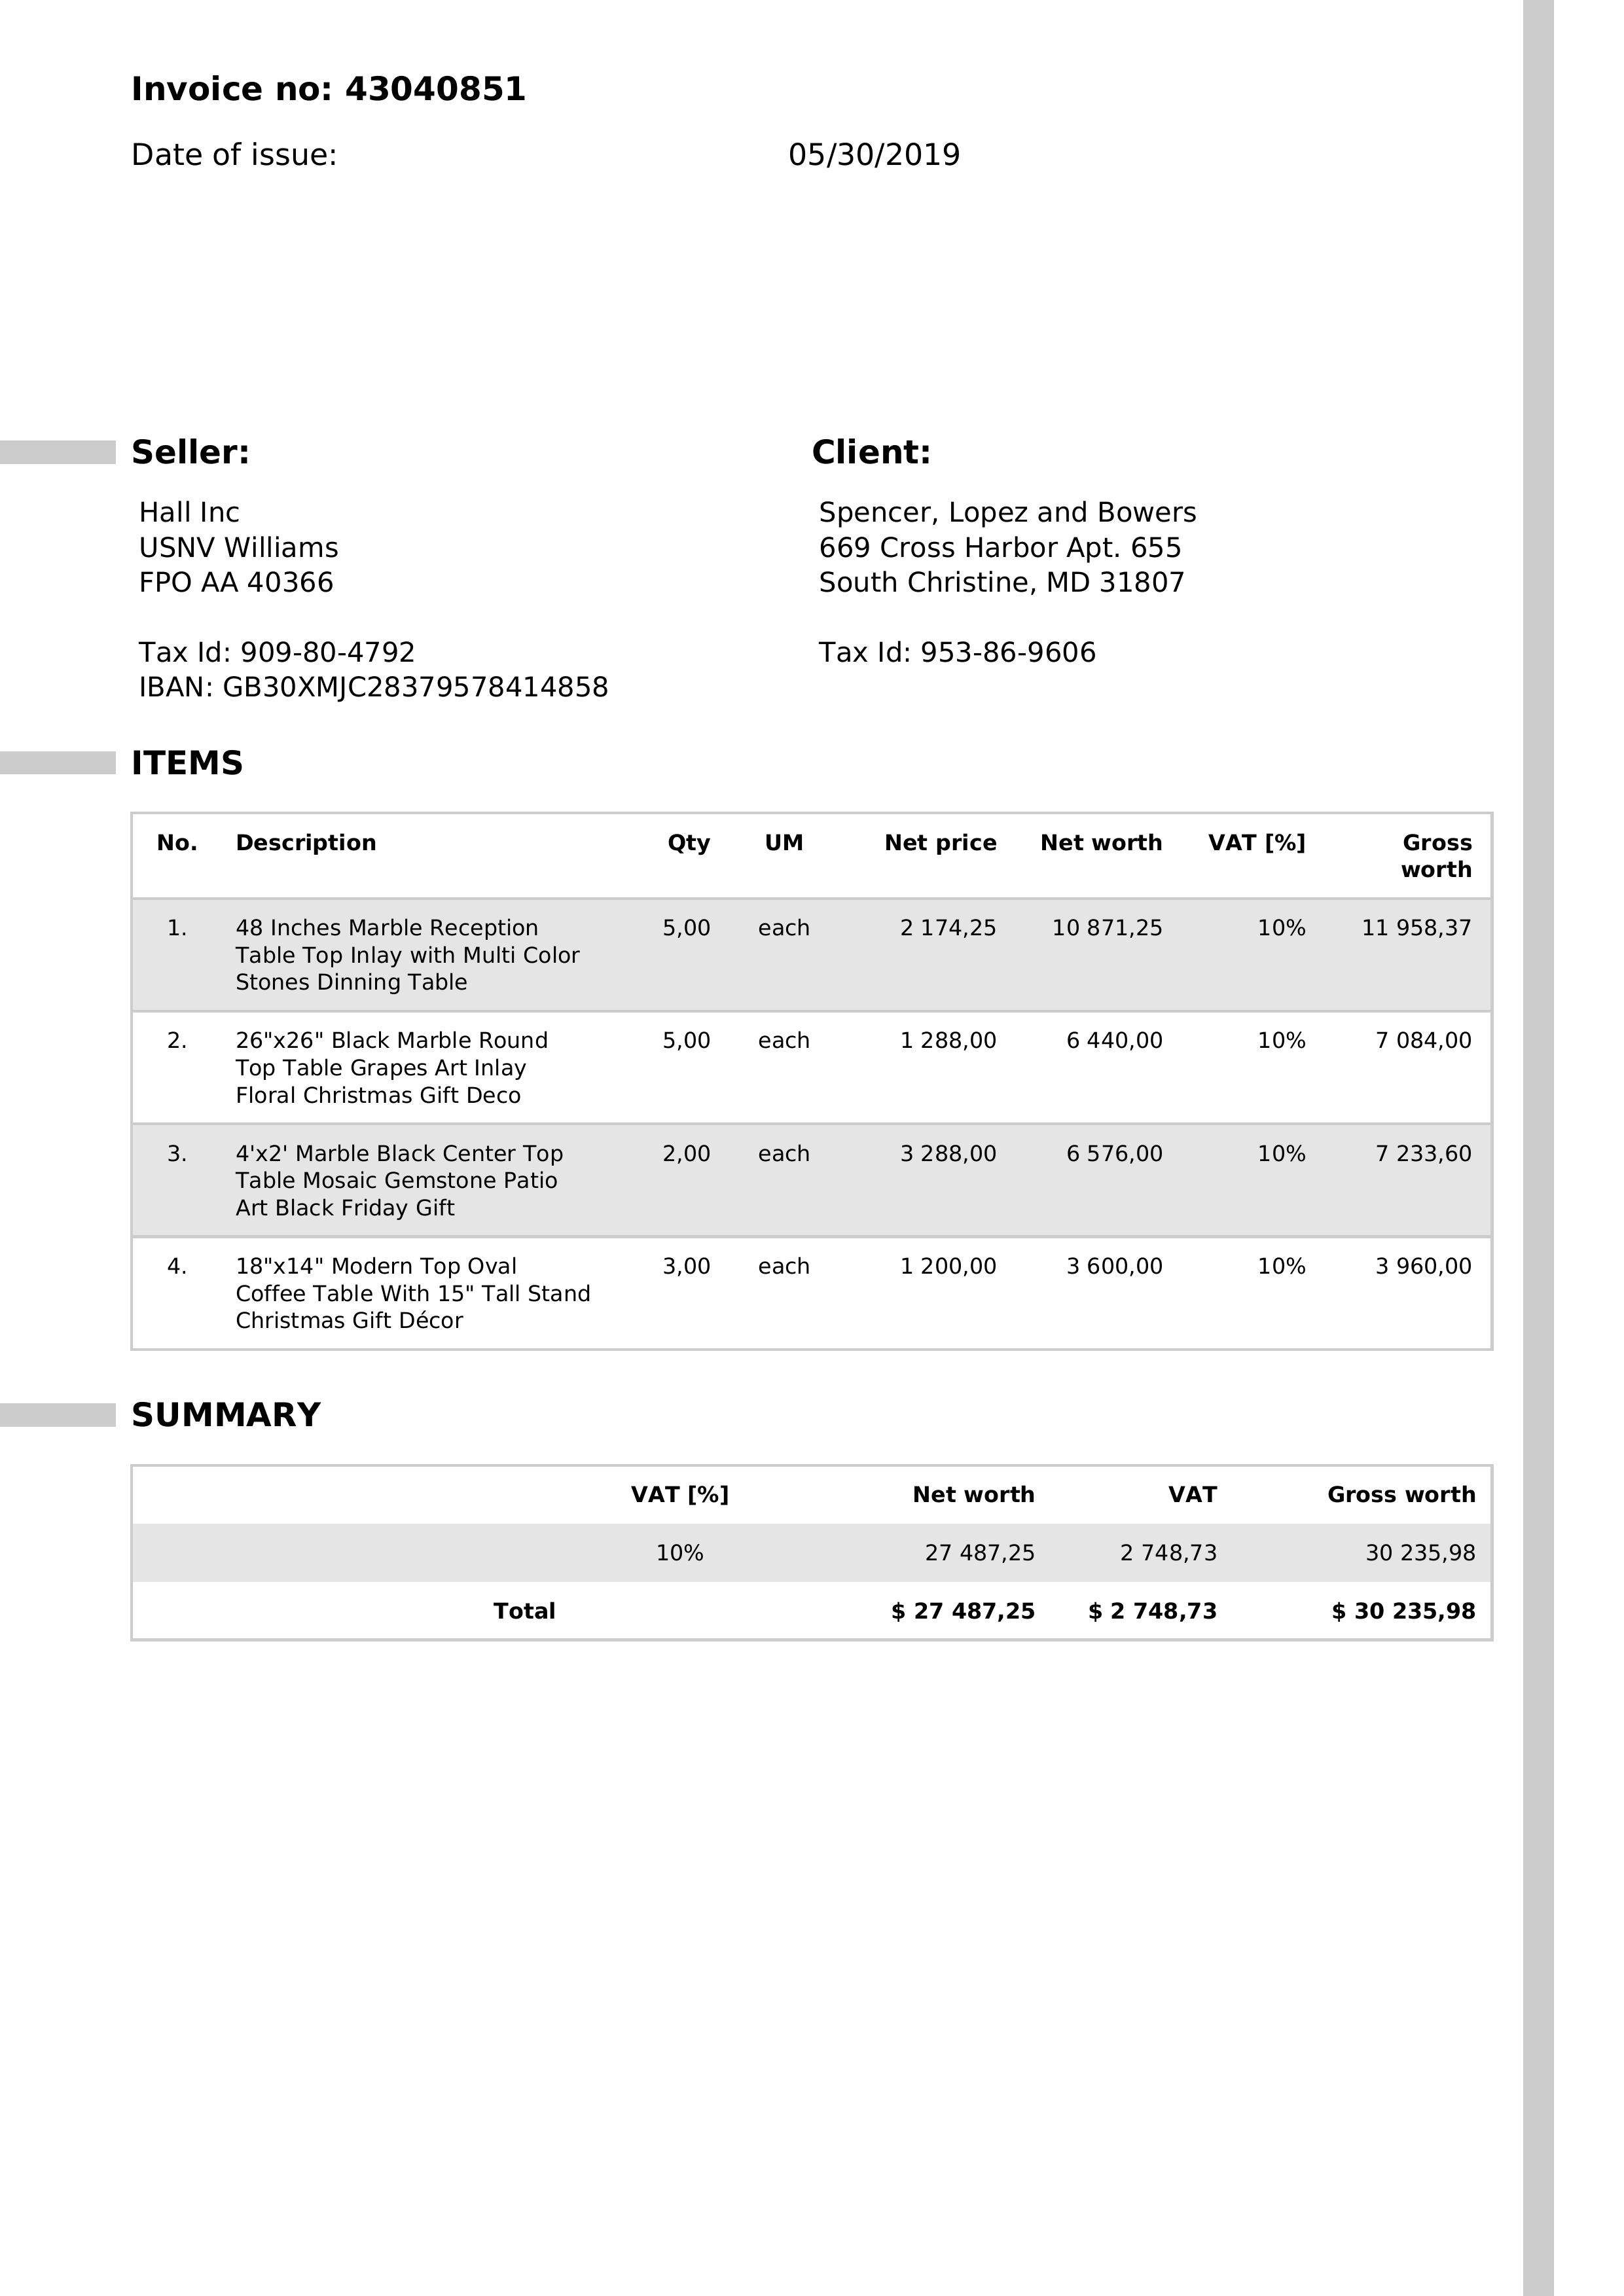 Invoice no: 43040851
Date of issue: 05/30/2019
Seller:
Hall Inc
USNV Williams
FPO AA 40366
Tax Id: 909-80-4792
IBAN: GB30XMJC28379578414858
Client:
Spencer, Lopez and Bowers
669 Cross Harbor Apt. 655
South Christine, MD 31807
Tax Id: 953-86-9606
ITEMS
No. Description Qty UM Net price Net worth VAT [%] Gross
worth
1. 48 Inches Marble Reception 5,00 each 2 174,25 10 871,25 10% 11 958,37
Table Top Inlay with Multi Color
Stones Dinning Table
2. 26"x26" Black Marble Round 5,00 each 1 288,00 6 440,00 10% 7 084,00
Top Table Grapes Art Inlay
Floral Christmas Gift Deco
3. 4'x2' Marble Black Center Top 2,00 each 3 288,00 6 576,00 10% 7 233,60
Table Mosaic Gemstone Patio
Art Black Friday Gift
4. 18"x14" Modern Top Oval 3,00 each 1 200,00 3 600,00 10% 3 960,00
Coffee Table With 15" Tall Stand
Christmas Gift Décor
SUMMARY
VAT [%] Net worth VAT Gross worth
10% 27 487,25 2 748,73 30 235,98
Total $ 27 487,25 $ 2 748,73 $ 30 235,98